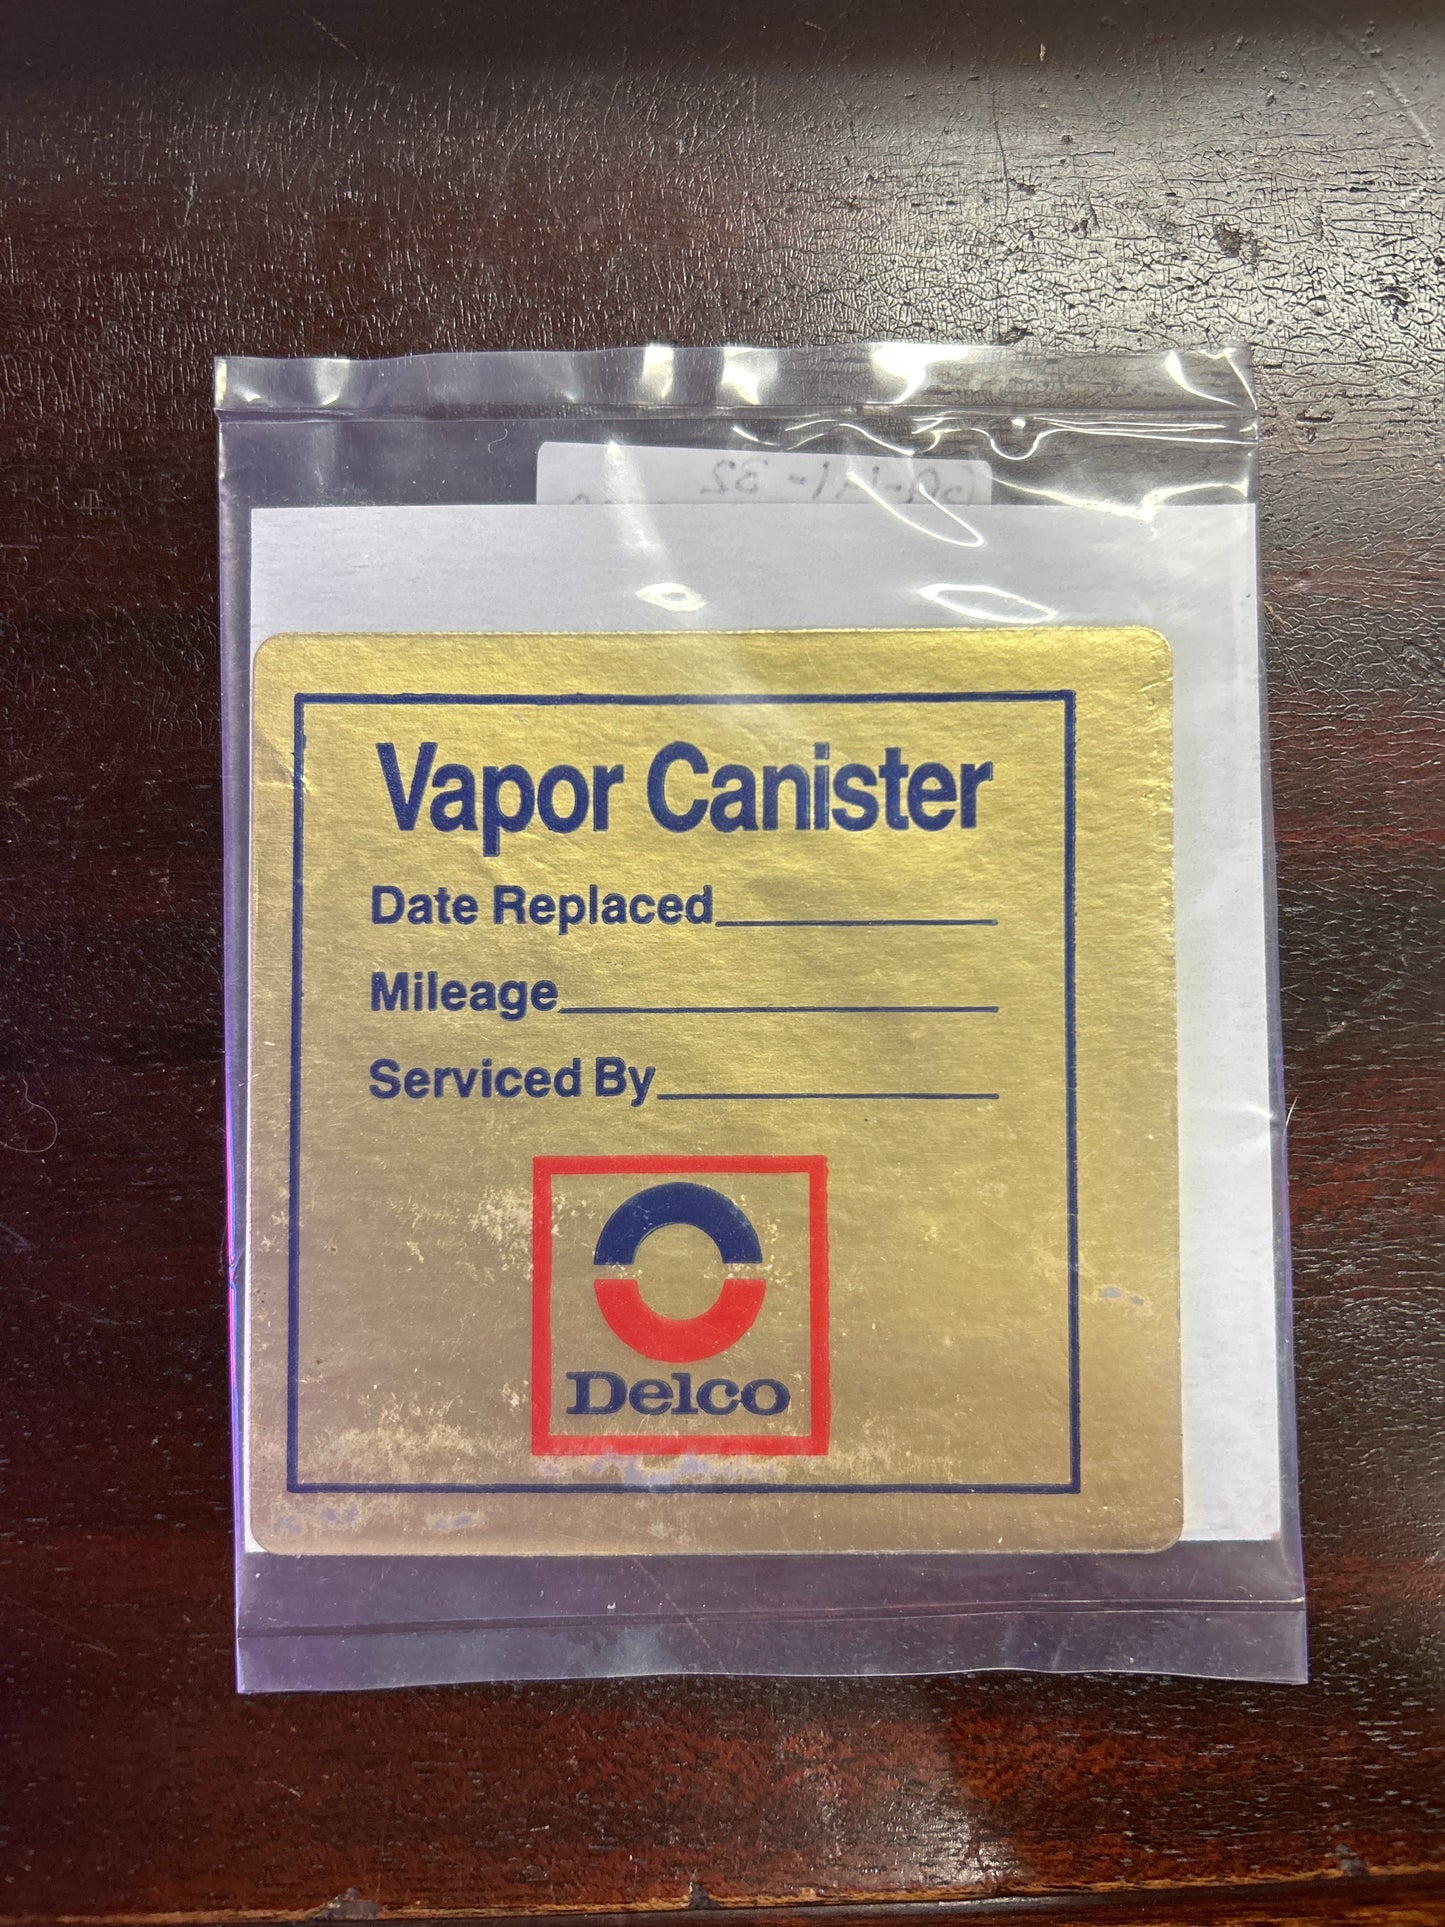 Vapor Canister
Date Replaced
Mileage
Serviced By
Delco